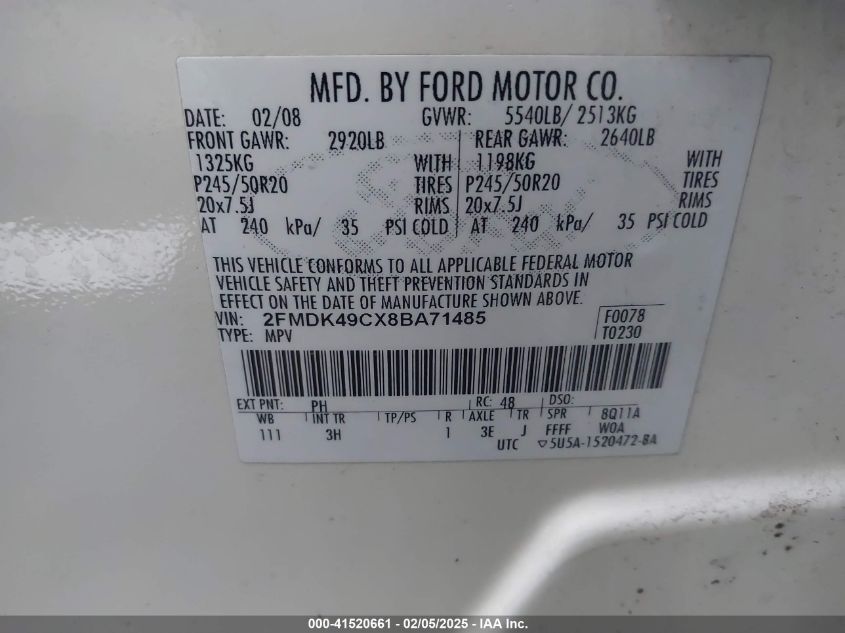 MFD. BY FORD MOTOR CO.
DATE: 02/08 GVWR: 5540LB/ 2513KG
FRONT GAWR: 2920LB REAR GAWR: 2640LB
1325KG WITH 1198KG WITH
P245/50R20 TIRES P245/50R20 TIRES
20x7.5J RIMS 20x7.5J RIMS
AT 240 kPa/ 35 PSI COLD AT 240 kPa/ 35 PSI COLD
THIS VEHICLE CONFORMS TO ALL APPLICABLE FEDERAL MOTOR
VEHICLE SAFETY AND THEFT PREVENTION STANDARDS IN
EFFECT ON THE DATE OF MANUFACTURE SHOWN ABOVE.
VIN: 2FMDK49CX8BA71485 F0078
TYPE: MPV T0230
EXT PNT: PH RC: 48 DSO:
WB INT TR TP/PS R AXLE TR SPR 8Q11A
111 3H 1 3E J FFFF WOA
UTC ▽5U5A-1520472-BA
000-41520661 - 02/05/2025 - IAA Inc.